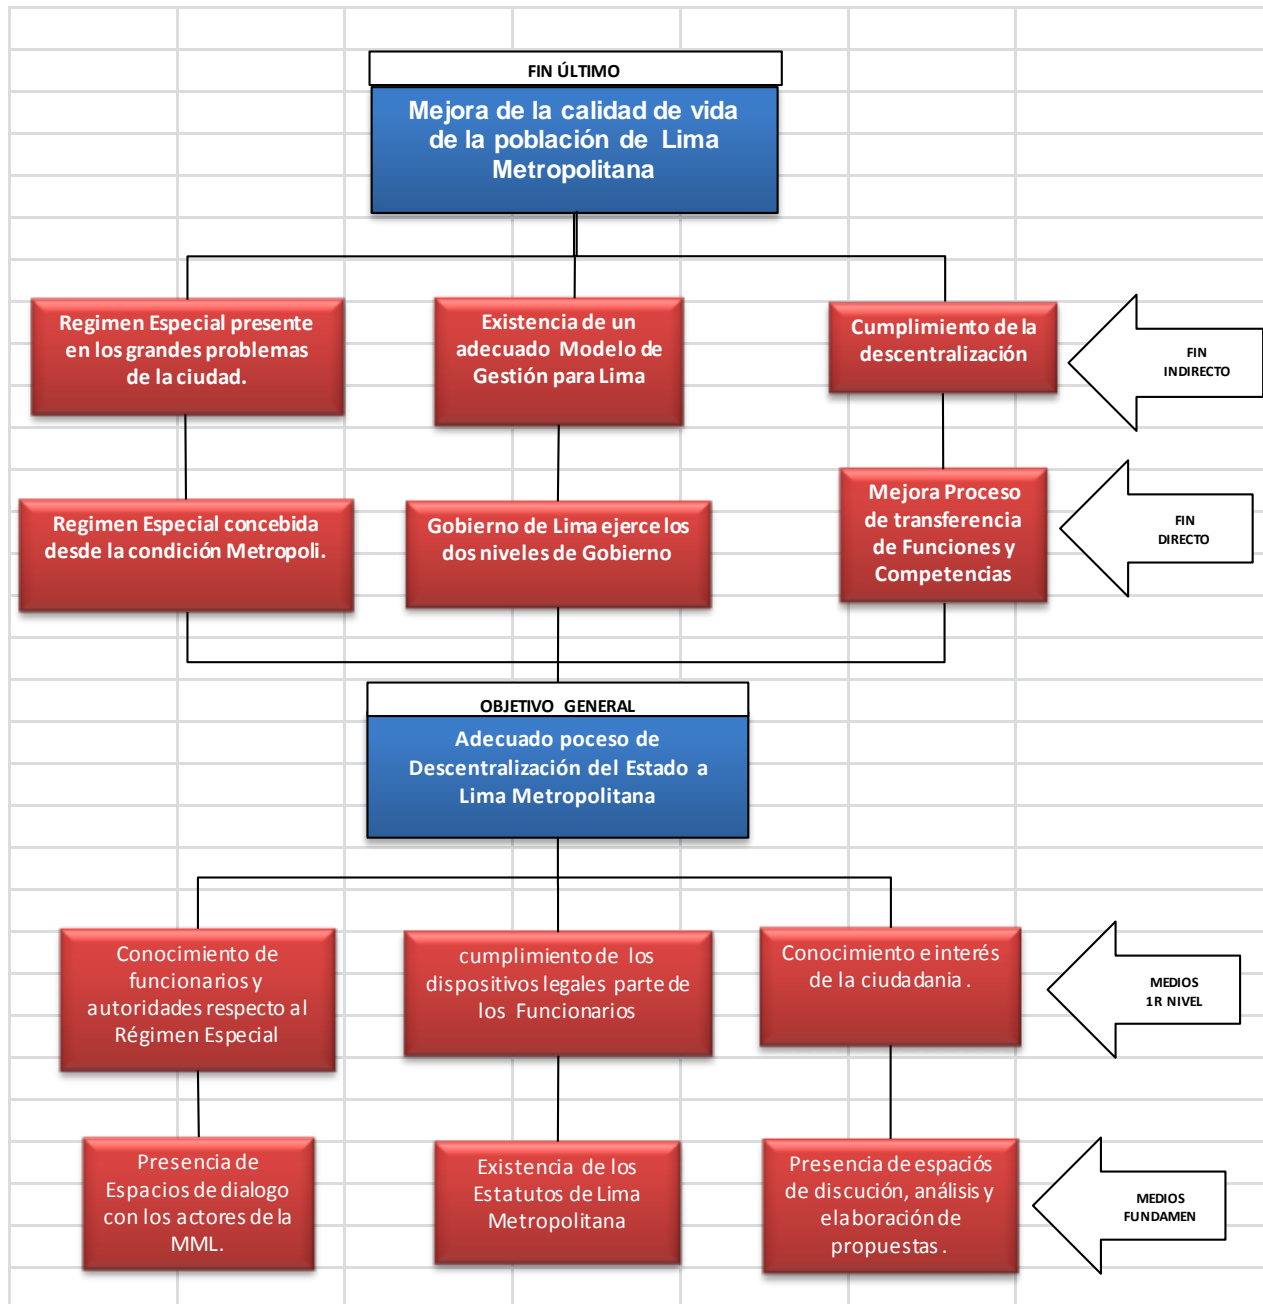 FIN ÚLTIMO
Mejora de la calidad de vida
de la población de Lima
Metropolitana
Regimen Especial presente
en los grandes problemas
de la ciudad.
Existencia de un
adecuado Modelo de
Gestión para Lima
Cumplimiento de la
descentralización
FIN
INDIRECTO
Regimen Especial concebida
desde la condición Metropoli.
Gobierno de Lima ejerce los
dos niveles de Gobierno
Mejora Proceso
de transferencia
de Funciones y
Competencias
FIN
DIRECTO
OBJETIVO GENERAL
Adecuado poceso de
Descentralización del Estado a
Lima Metropolitana
Conocimiento de
funcionarios y
autoridades respecto al
Régimen Especial
cumplimiento de los
dispositivos legales parte de
los Funcionarios
Conocimiento e interés
de la ciudadania .
MEDIOS
1R NIVEL
Presencia de
Espacios de dialogo
con los actores de la
MML.
Existencia de los
Estatutos de Lima
Metropolitana
Presencia de espaciós
de discución, análisis y
elaboración de
propuestas .
MEDIOS
FUNDAMEN